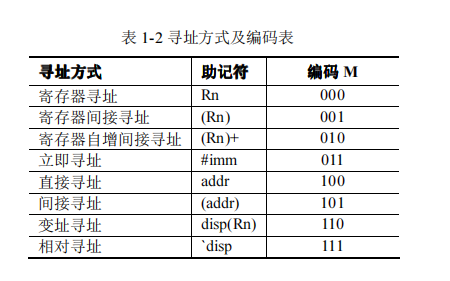 表 1-2 寻址方式及编码表
寻址方式 助记符 编码 M
寄存器寻址 Rn 000
寄存器间接寻址 (Rn) 001
寄存器自增间接寻址 (Rn)+ 010
立即寻址 #imm 011
直接寻址 addr 100
间接寻址 (addr) 101
变址寻址 disp(Rn) 110
相对寻址 `disp 111